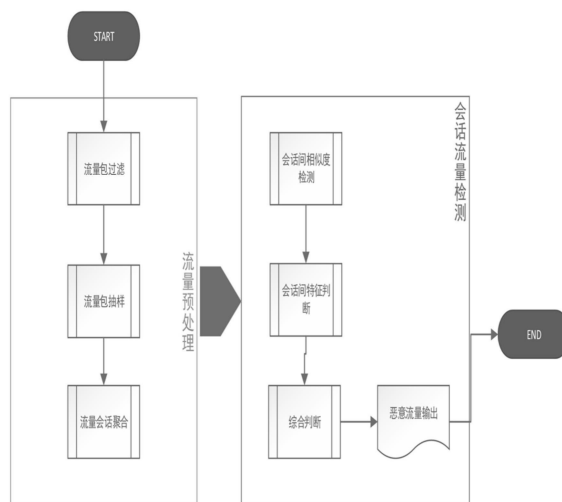 START
流量包过滤
流量包抽样
流量会话聚合
流量预处理
会话间相似度
检测
会话间特征判
断
综合判断
恶意流量输出
会话流量检测
END